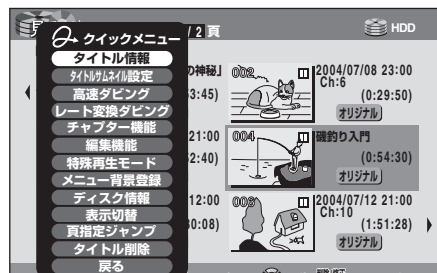 /2 頁
HDD
クイックメニュー
タイトル情報
タイトルサムネイル設定
高速ダビング
レート変換ダビング
チャプター機能
編集機能
特殊再生モード
メニュー背景登録
ディスク情報
表示切替
頁指定ジャンプ
タイトル削除
戻る
の神秘」
3:45)
002
2004/07/08 23:00
Ch:6
(0:29:50)
オリジナル
21:00
2:40)
004
磯釣り入門
(0:54:30)
オリジナル
12:00
0:08)
006
2004/07/12 21:00
Ch:10
(1:51:28)
オリジナル